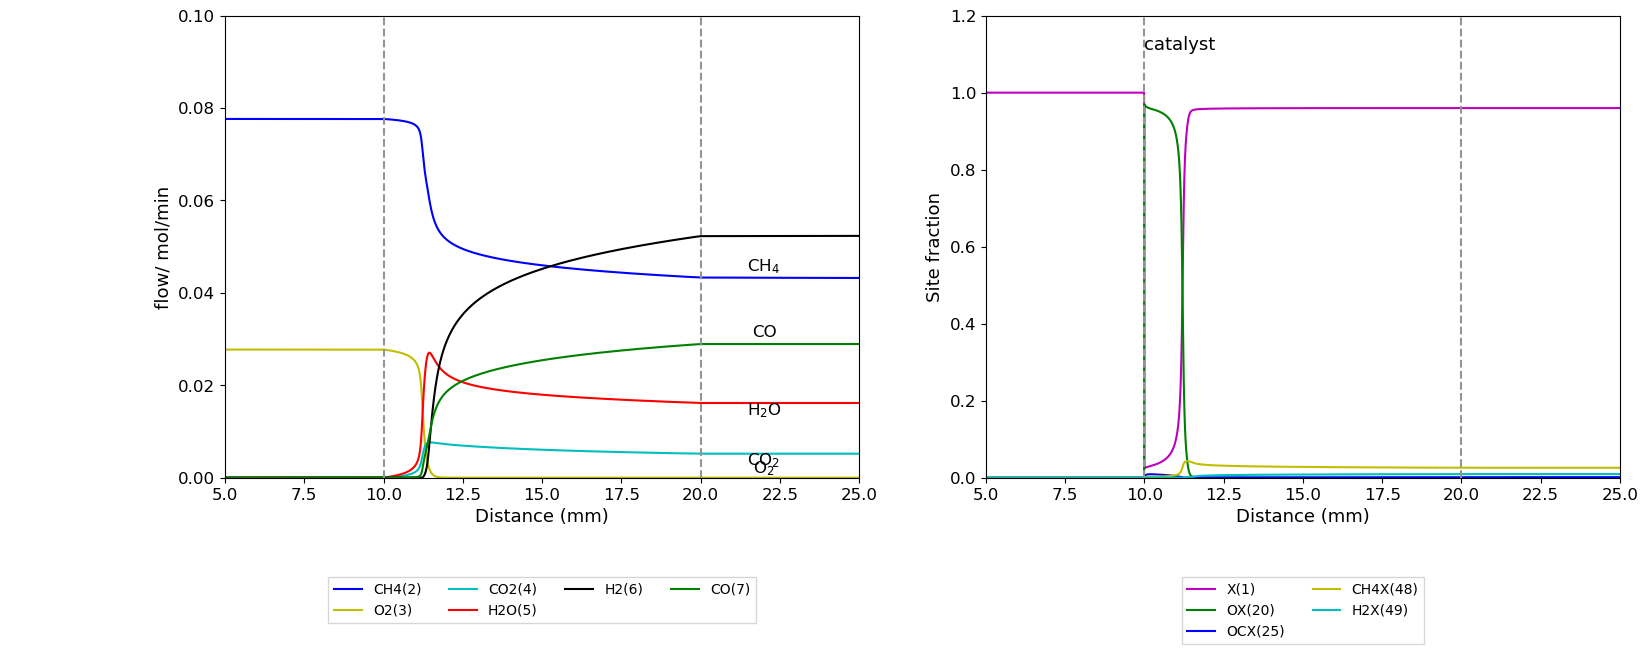 0.10
0.08
0.06
0.04
0.02
0.00
flow/ mol/min
CH₄
CO
H₂O
CO₂
O₂
5.0 7.5 10.0 12.5 15.0 17.5 20.0 22.5 25.0
Distance (mm)
CH4(2) CO2(4) H2(6) CO(7)
O2(3) H2O(5)
1.2
1.0
0.8
0.6
0.4
0.2
0.0
Site fraction
catalyst
5.0 7.5 10.0 12.5 15.0 17.5 20.0 22.5 25.0
Distance (mm)
X(1) CH4X(48)
OX(20) H2X(49)
OCX(25)